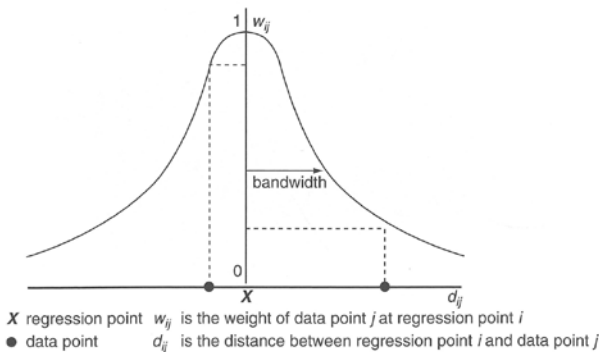 1 w_ij
bandwidth
0
X d_ij
X regression point w_ij is the weight of data point j at regression point i
● data point d_ij is the distance between regression point i and data point j